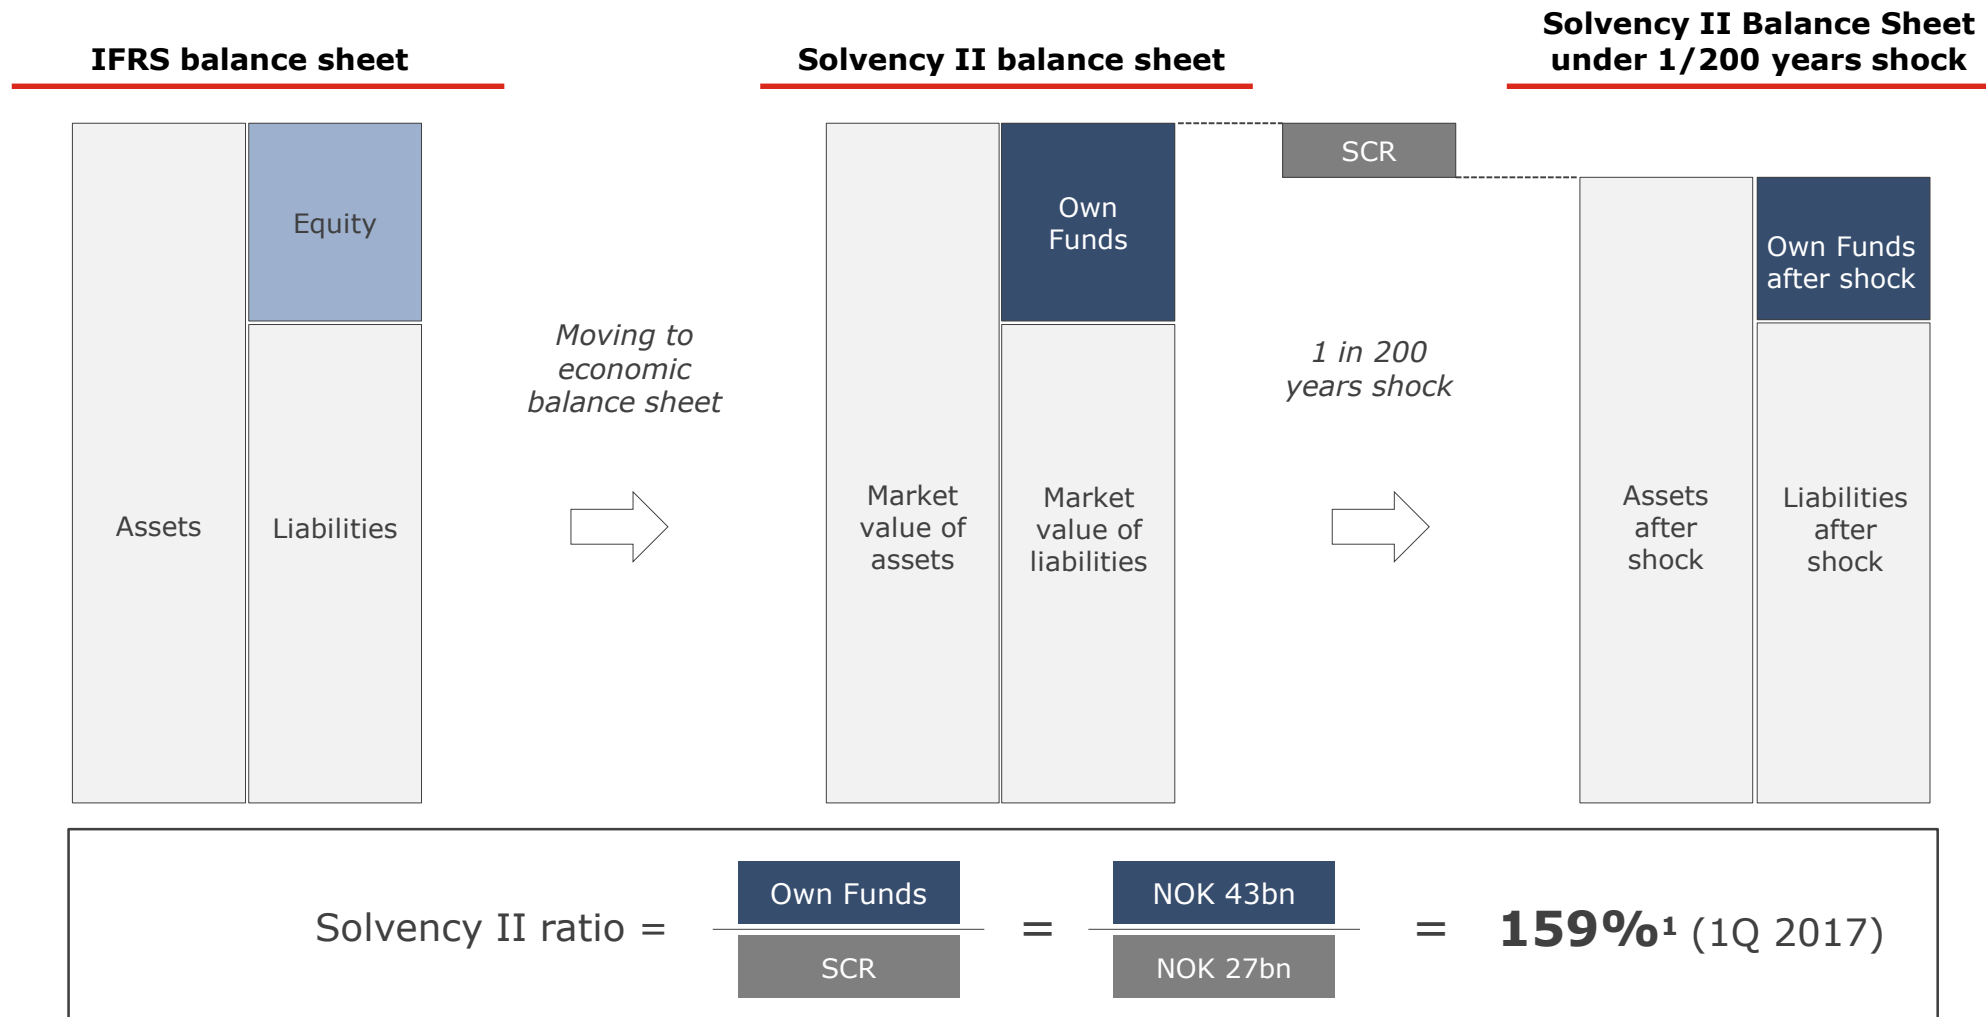 IFRS balance sheet
Solvency II balance sheet
Solvency II Balance Sheet
under 1/200 years shock
Assets
Equity
Liabilities
Moving to
economic
balance sheet
Market
value of
assets
Own
Funds
Market
value of
liabilities
SCR
1 in 200
years shock
Assets
after
shock
Own Funds
after shock
Liabilities
after
shock
Solvency II ratio =
Own Funds
SCR
=
NOK 43bn
NOK 27bn
= 159%¹ (1Q 2017)